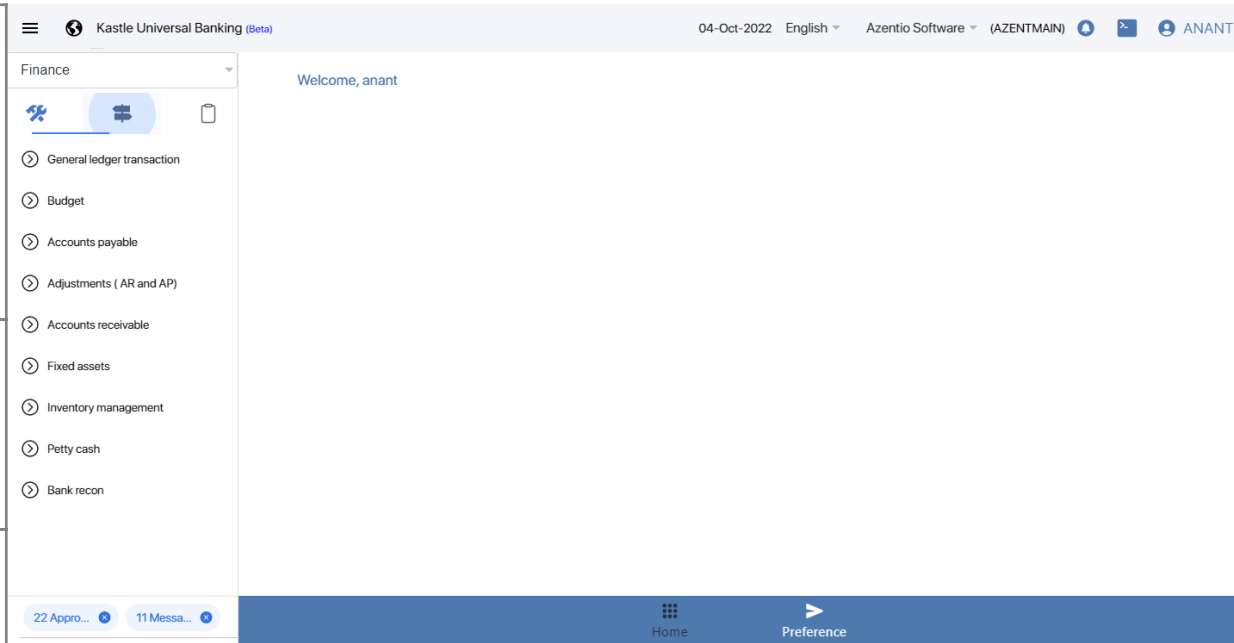 Kastle Universal Banking (Beta)
04-Oct-2022 English Azentio Software (AZENTMAIN) ANANT
Finance
Welcome, anant
General ledger transaction
Budget
Accounts payable
Adjustments ( AR and AP)
Accounts receivable
Fixed assets
Inventory management
Petty cash
Bank recon
22 Appro... 11 Messa...
Home Preference